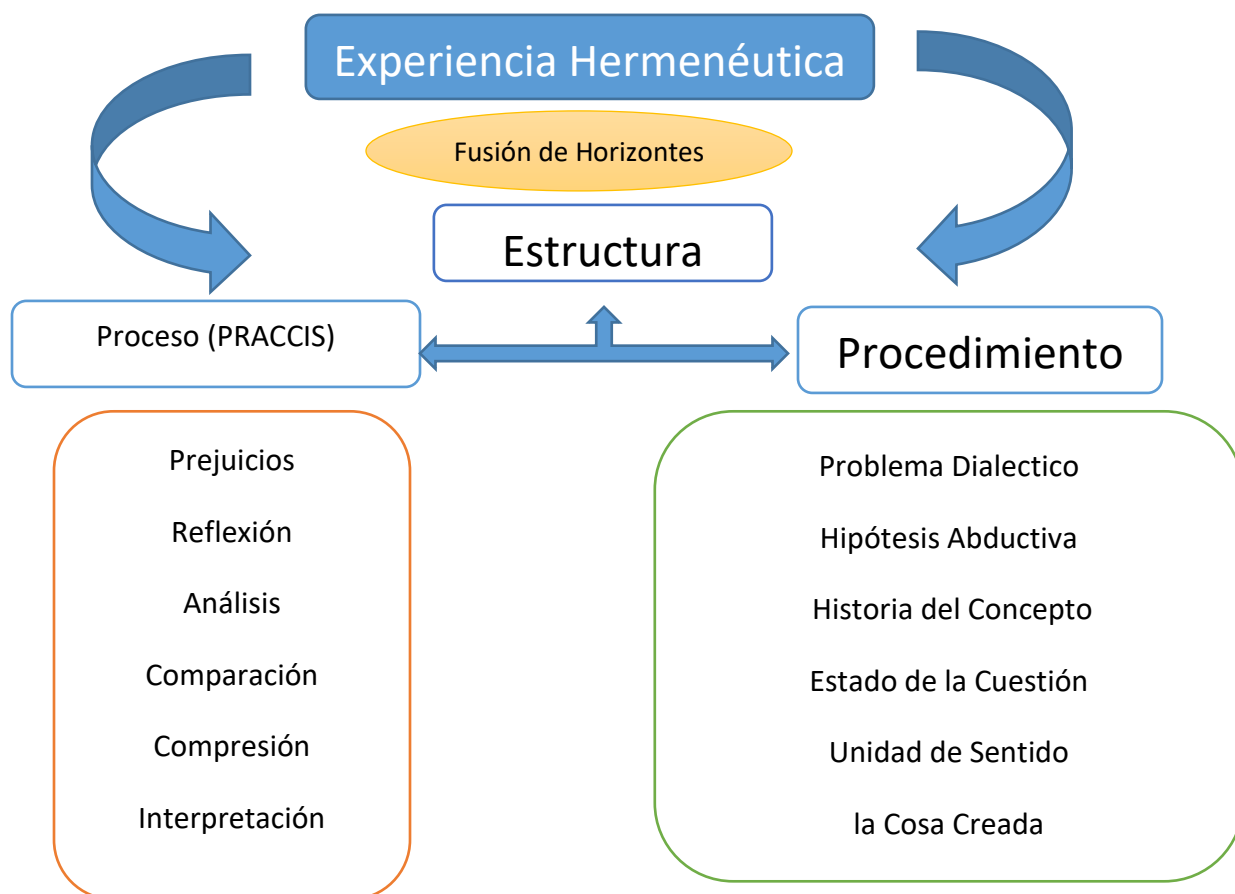 Experiencia Hermenéutica
Fusión de Horizontes
Estructura
Proceso (PRACCIS)
Procedimiento
Prejuicios
Reflexión
Análisis
Comparación
Compresión
Interpretación
Problema Dialectico
Hipótesis Abductiva
Historia del Concepto
Estado de la Cuestión
Unidad de Sentido
la Cosa Creada